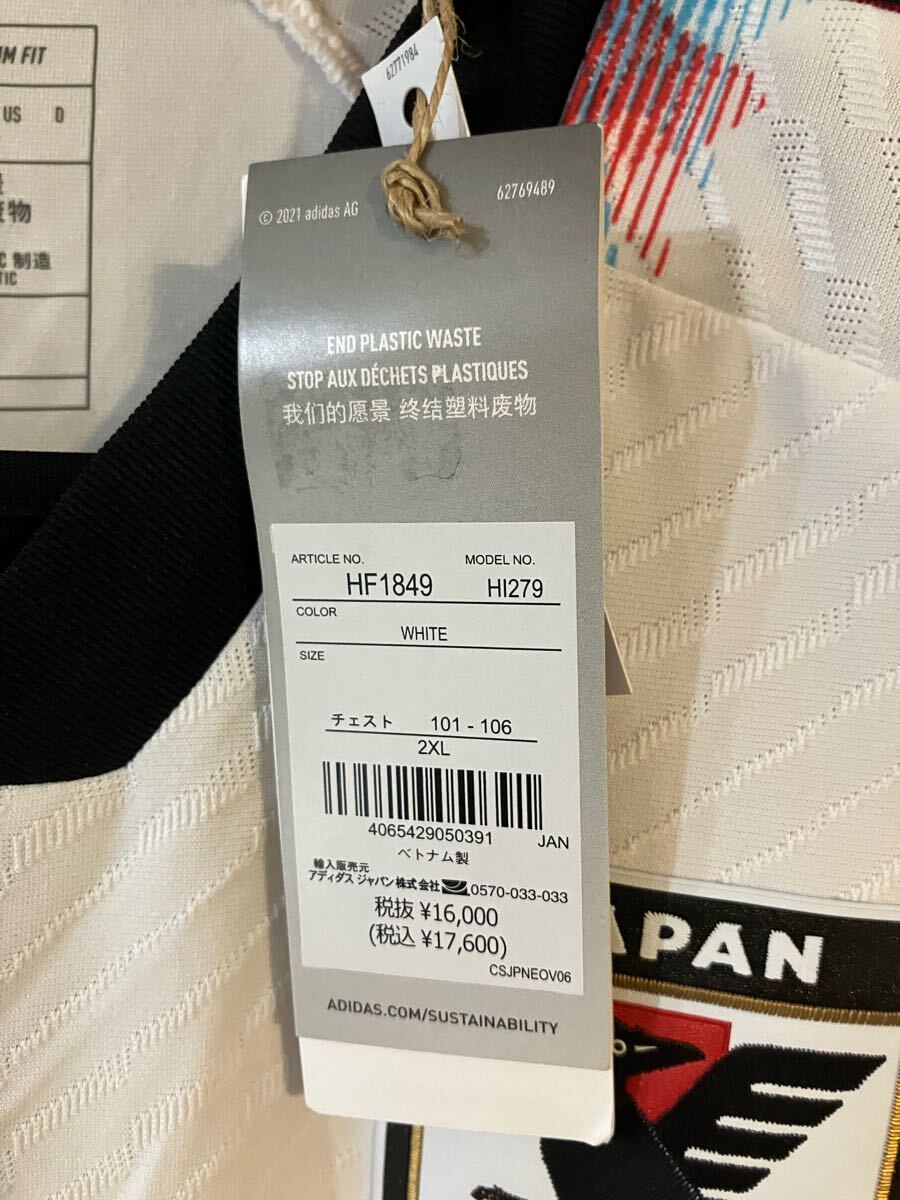 62771984
© 2021 adidas AG
62769489
END PLASTIC WASTE
STOP AUX DÉCHETS PLASTIQUES
我们的愿景 终结塑料废物
ARTICLE NO.
MODEL NO.
HF1849
HI279
COLOR
WHITE
SIZE
チェスト 101 - 106
2XL
4065429050391 JAN
ベトナム製
輸入販売元
アディダス ジャパン株式会社 0570-033-033
税抜 ¥16,000
(税込 ¥17,600)
CSJPNEOV06
ADIDAS.COM/SUSTAINABILITY
FIT
US D
物
制造
TIC
APAN